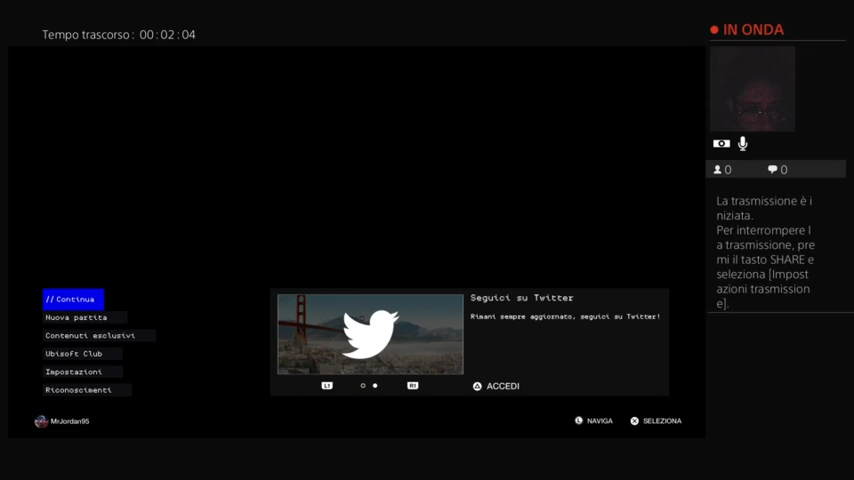 Tempo trascorso: 00:02:04
IN ONDA
0 0
La trasmissione è i
niziata.
Per interrompere l
a trasmissione, pre
mi il tasto SHARE e
seleziona [Impost
azioni trasmission
e].
// Continua
Nuova partita
Contenuti esclusivi
Ubisoft Club
Impostazioni
Riconoscimenti
Seguici su Twitter
Rimani sempre aggiornato, seguici su Twitter!
L1 R1
ACCEDI
MrJordan95
L NAVIGA SELEZIONA